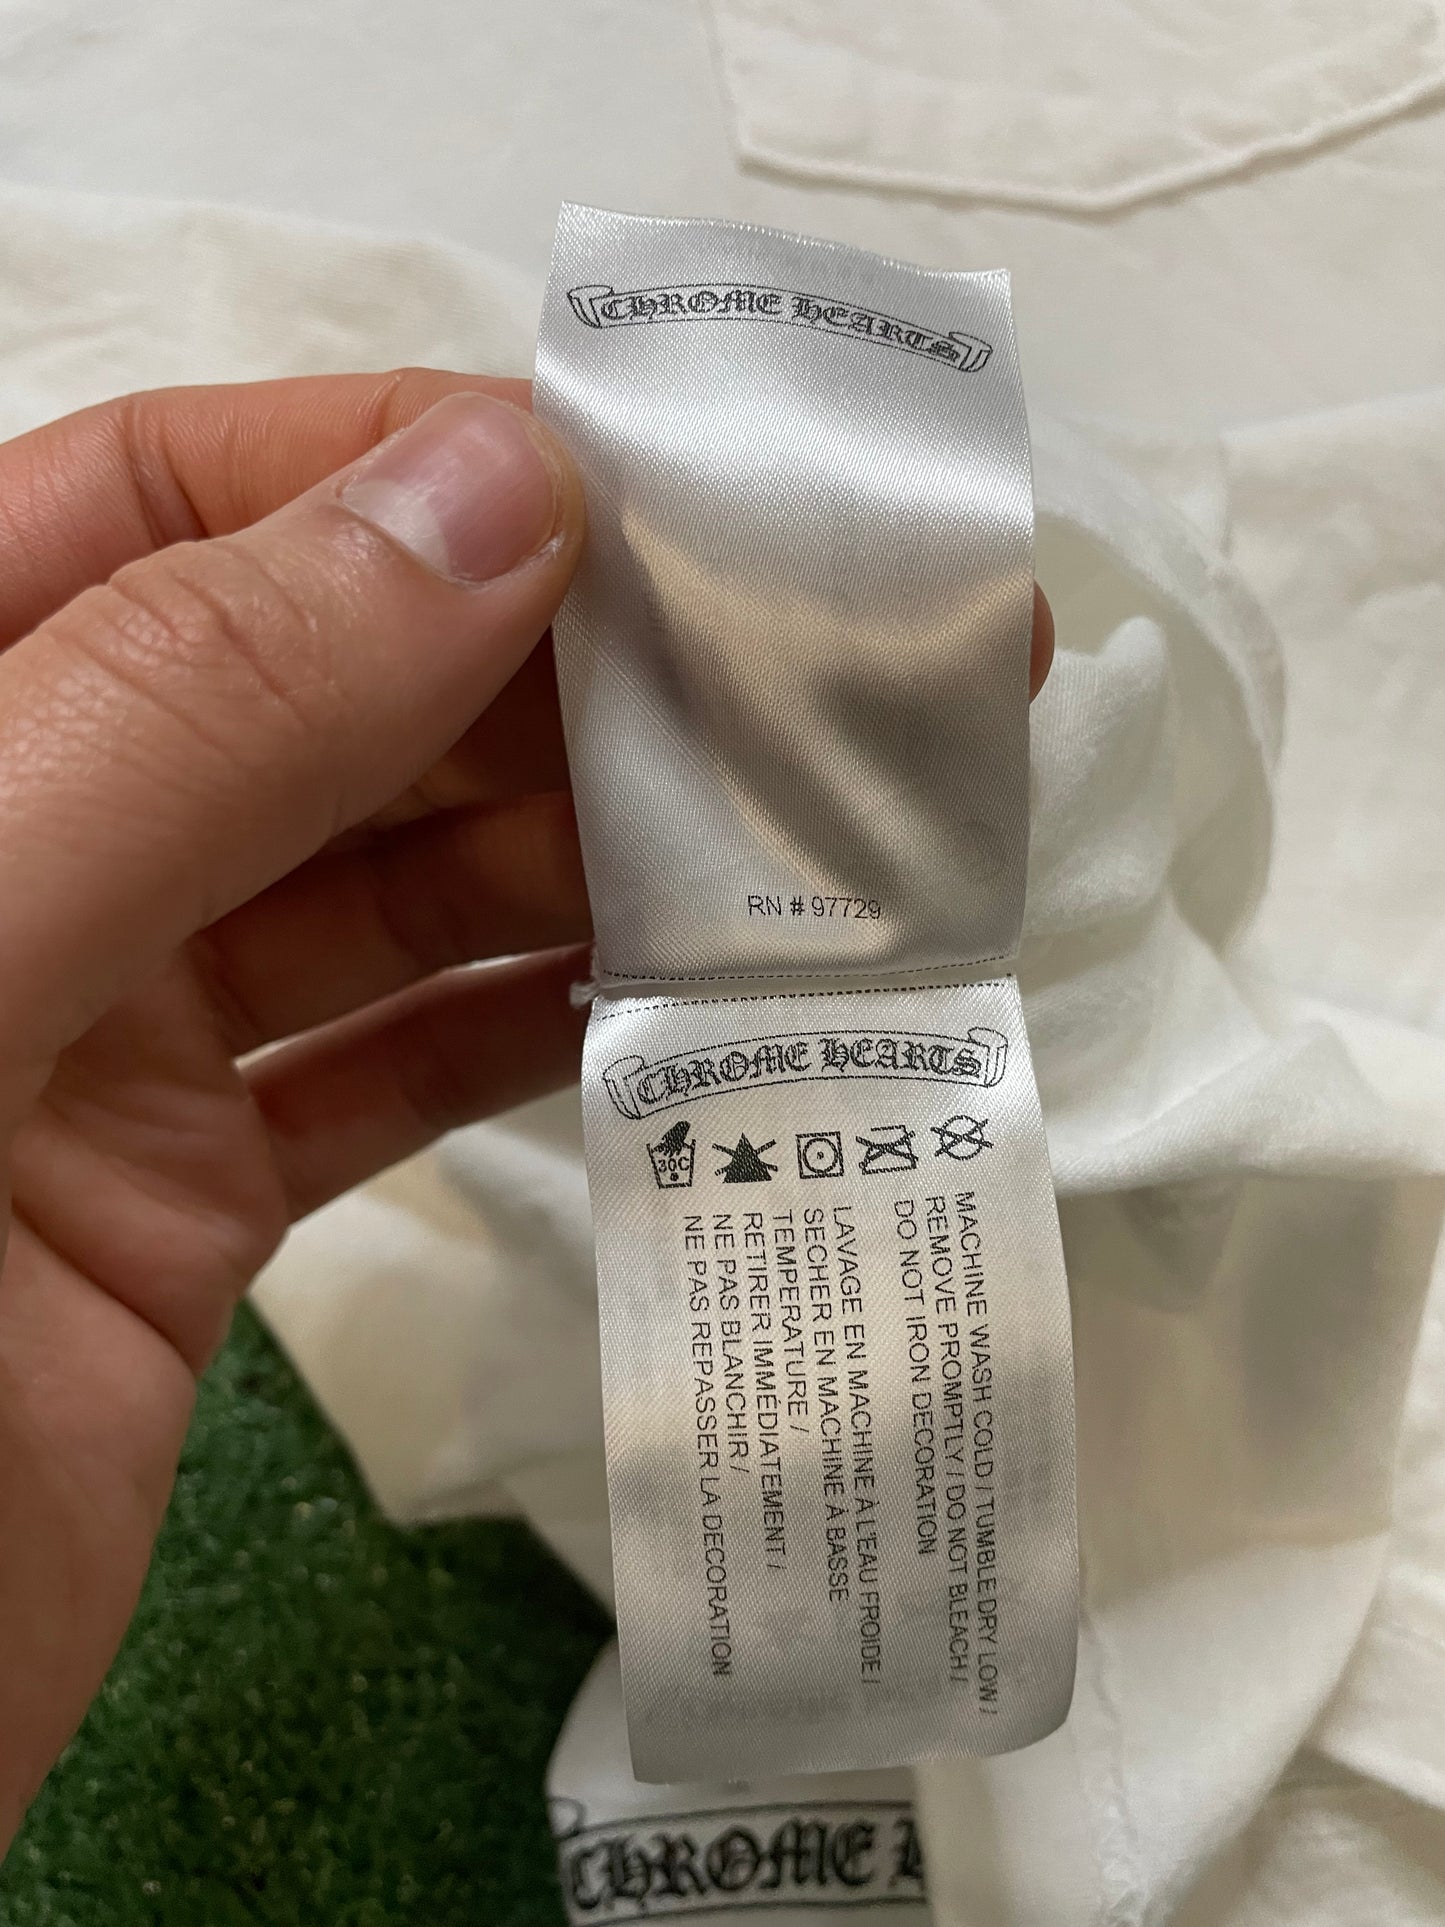 CHROME HEARTS
RN # 97729
CHROME HEARTS
30C
MACHINE WASH COLD / TUMBLE DRY LOW /
REMOVE PROMPTLY / DO NOT BLEACH /
DO NOT IRON DECORATION
LAVAGE EN MACHINE À L'EAU FROIDE /
SECHER EN MACHINE À BASSE
TEMPERATURE /
RETIRER IMMÉDIATEMENT /
NE PAS BLANCHIR /
NE PAS REPASSER LA DECORATION
CHROME